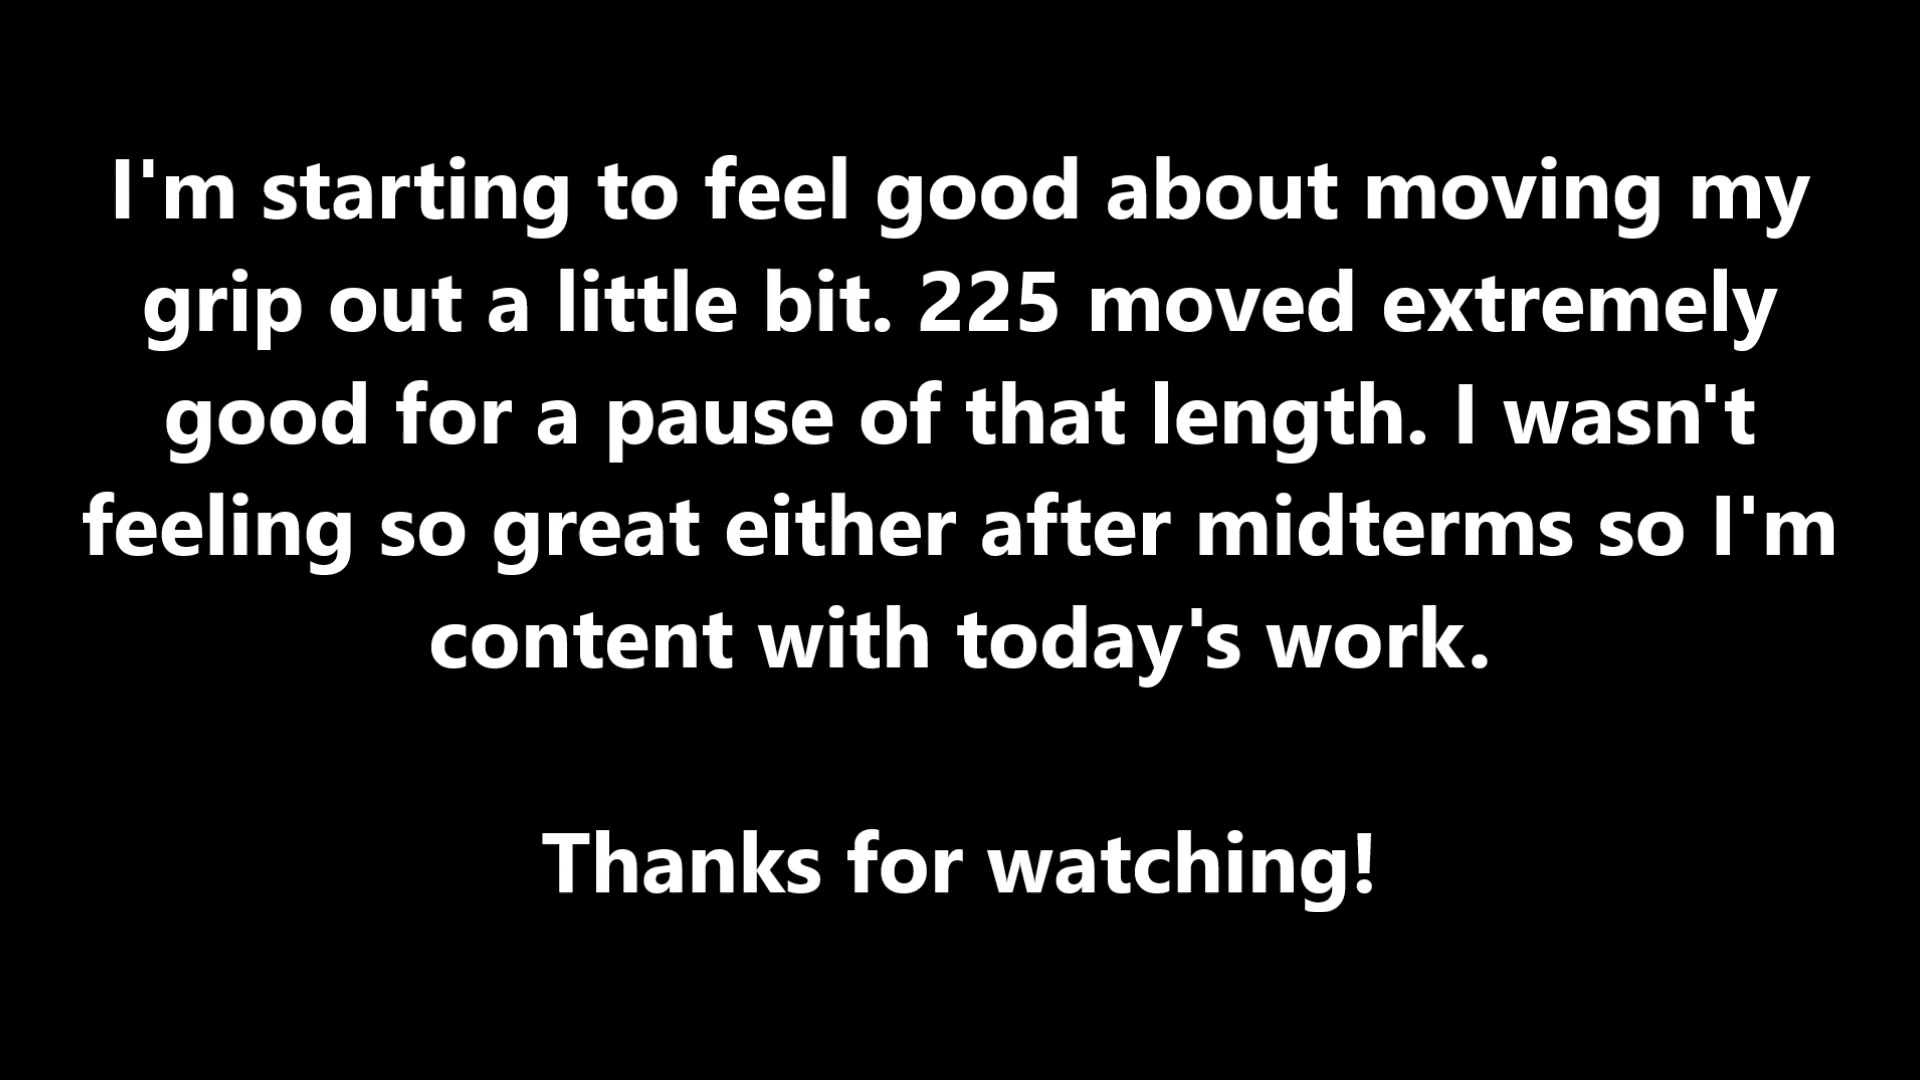 I'm starting to feel good about moving my
grip out a little bit. 225 moved extremely
good for a pause of that length. I wasn't
feeling so great either after midterms so I'm
content with today's work.
Thanks for watching!